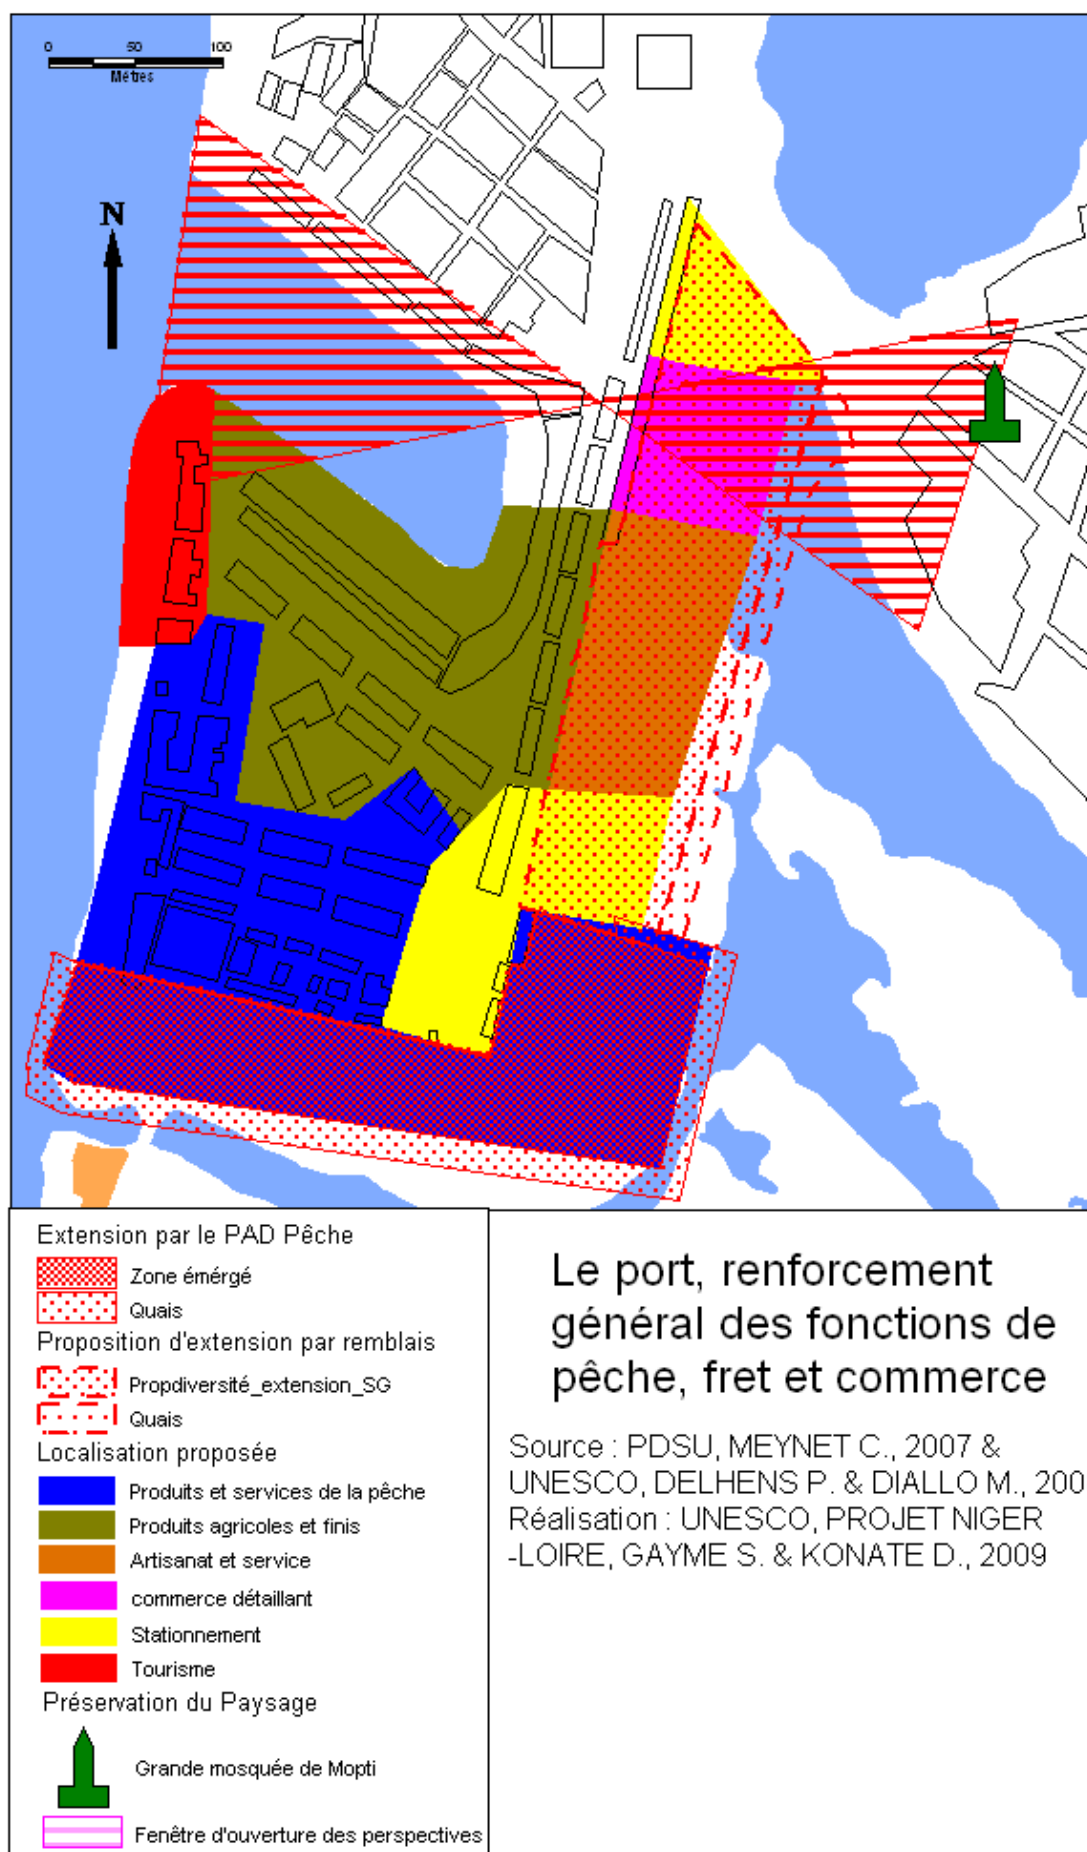 0 50 100
Métres
N
Extension par le PAD Pêche
Zone émérgé
Quais
Proposition d'extension par remblais
Propdiversité_extension_SG
Quais
Localisation proposée
Produits et services de la pêche
Produits agricoles et finis
Artisanat et service
commerce détaillant
Stationnement
Tourisme
Préservation du Paysage
Grande mosquée de Mopti
Fenêtre d'ouverture des perspectives
Le port, renforcement
général des fonctions de
pêche, fret et commerce
Source : PDSU, MEYNET C., 2007 &
UNESCO, DELHENS P. & DIALLO M., 200
Réalisation : UNESCO, PROJET NIGER
-LOIRE, GAYME S. & KONATE D., 2009